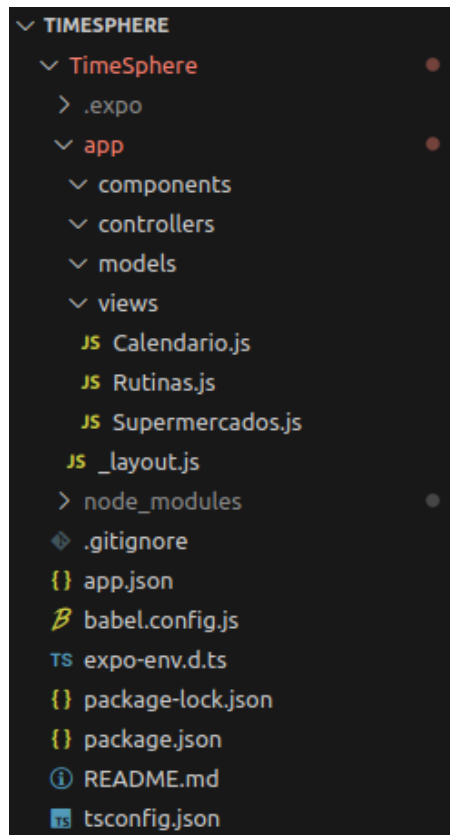 TIMESPHERE
TimeSphere
.expo
app
components
controllers
models
views
JS Calendario.js
JS Rutinas.js
JS Supermercados.js
JS _layout.js
node_modules
.gitignore
{} app.json
B babel.config.js
TS expo-env.d.ts
{} package-lock.json
{} package.json
README.md
TS tsconfig.json